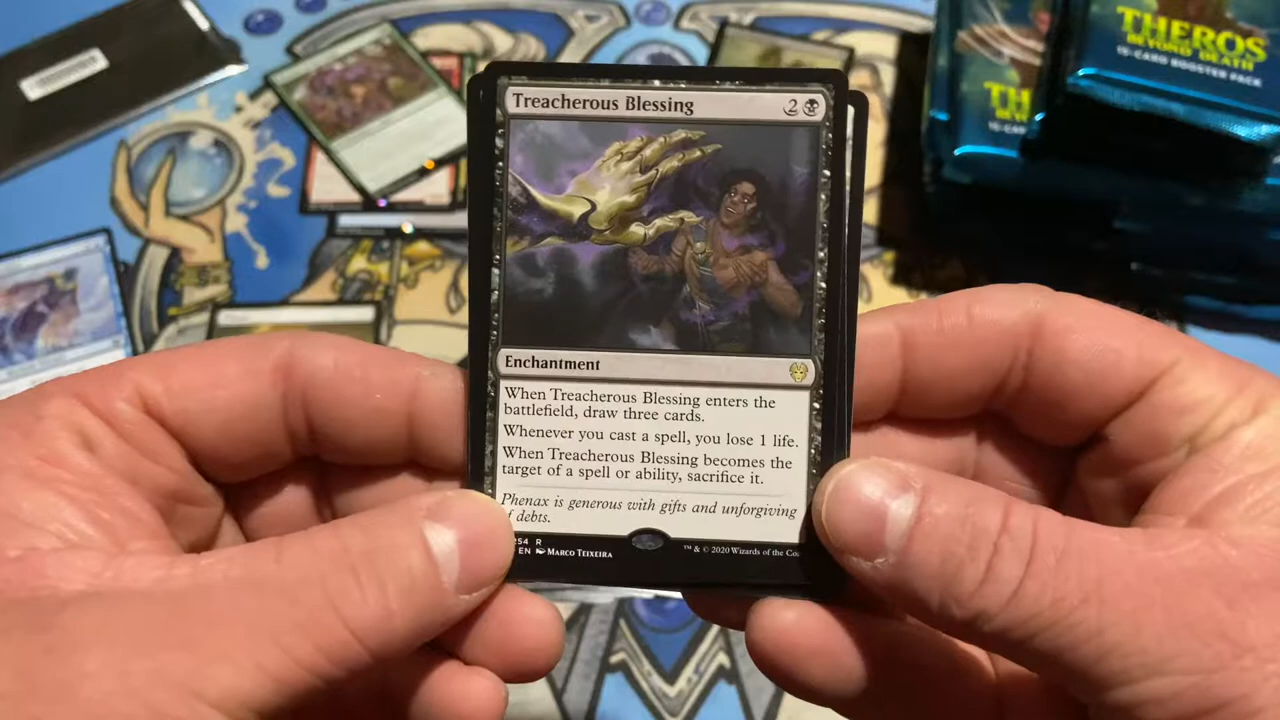 THEROS
BEYOND DEATH
15-CARD BOOSTER PACK
Treacherous Blessing 2
Enchantment
When Treacherous Blessing enters the
battlefield, draw three cards.
Whenever you cast a spell, you lose 1 life.
When Treacherous Blessing becomes the
target of a spell or ability, sacrifice it.
Phenax is generous with gifts and unforgiving
f debts.
254 R
EN Marco Teixeira
™ & © 2020 Wizards of the Co